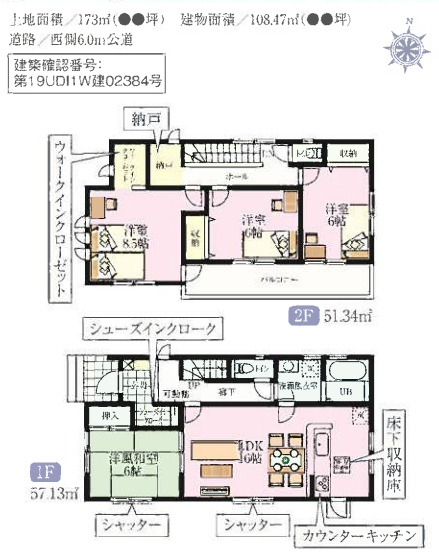 土地面積／173㎡(●●坪)　建物面積／108.47㎡(●●坪)
道路／西側6.0m公道
建築確認番号：
第19UDI1W建02384号
N
納戸
ウォークインクローゼット
納戸
ホール
収納
洋室
8.5帖
収納
洋室
6帖
洋室
6帖
バルコニー
2F 51.34㎡
シューズインクローク
UP
可動棚
廊下
トイレ
洗面脱衣室
UB
押入
洋風和室
6帖
LDK
16帖
床下収納庫
1F
57.13㎡
シャッター
シャッター
カウンターキッチン